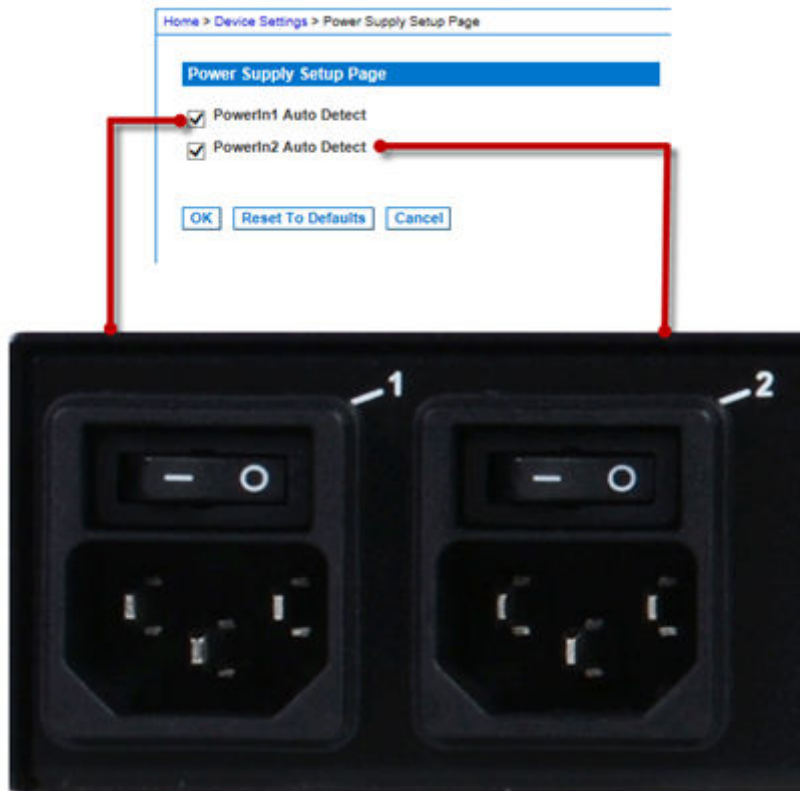 Home > Device Settings > Power Supply Setup Page
Power Supply Setup Page
PowerIn1 Auto Detect
PowerIn2 Auto Detect
OK Reset To Defaults Cancel
1
2